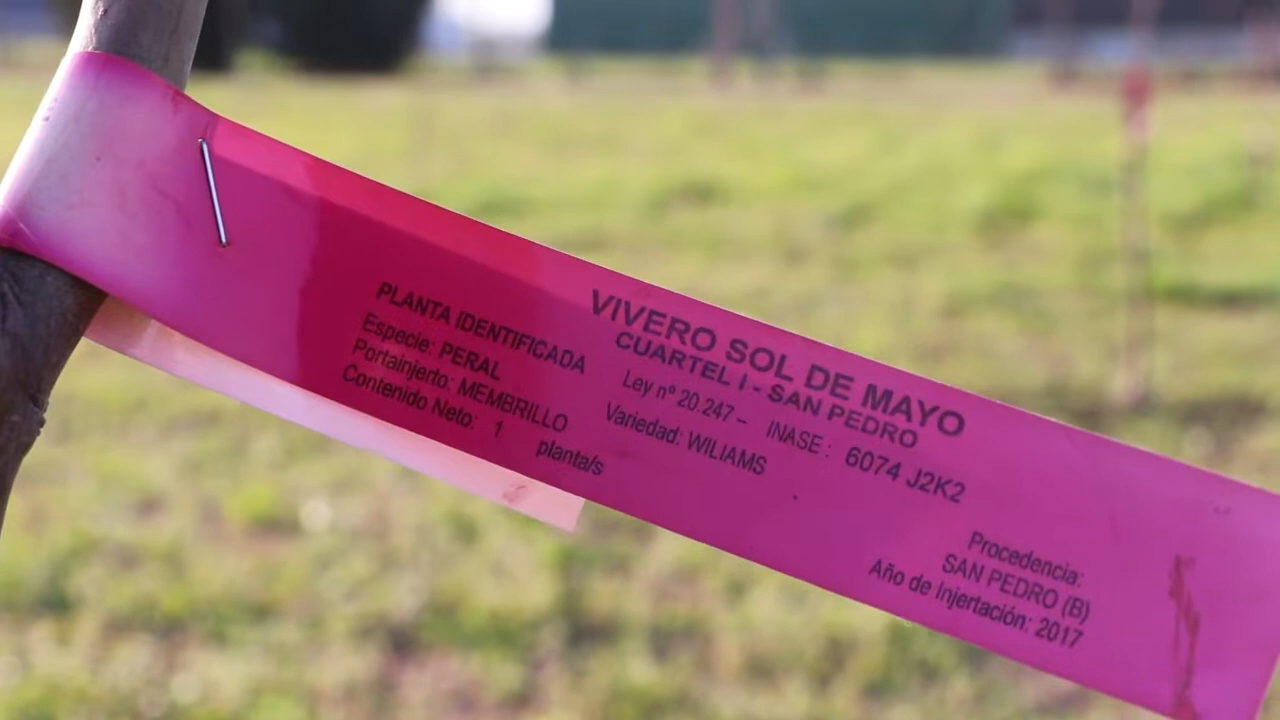 VIVERO SOL DE MAYO
CUARTEL I - SAN PEDRO
PLANTA IDENTIFICADA
Ley nº 20.247 – INASE : 6074 J2K2
Especie: PERAL
Variedad: WILIAMS
Portainjerto: MEMBRILLO
Contenido Neto: 1 planta/s
Procedencia:
SAN PEDRO (B)
Año de Injertación: 2017